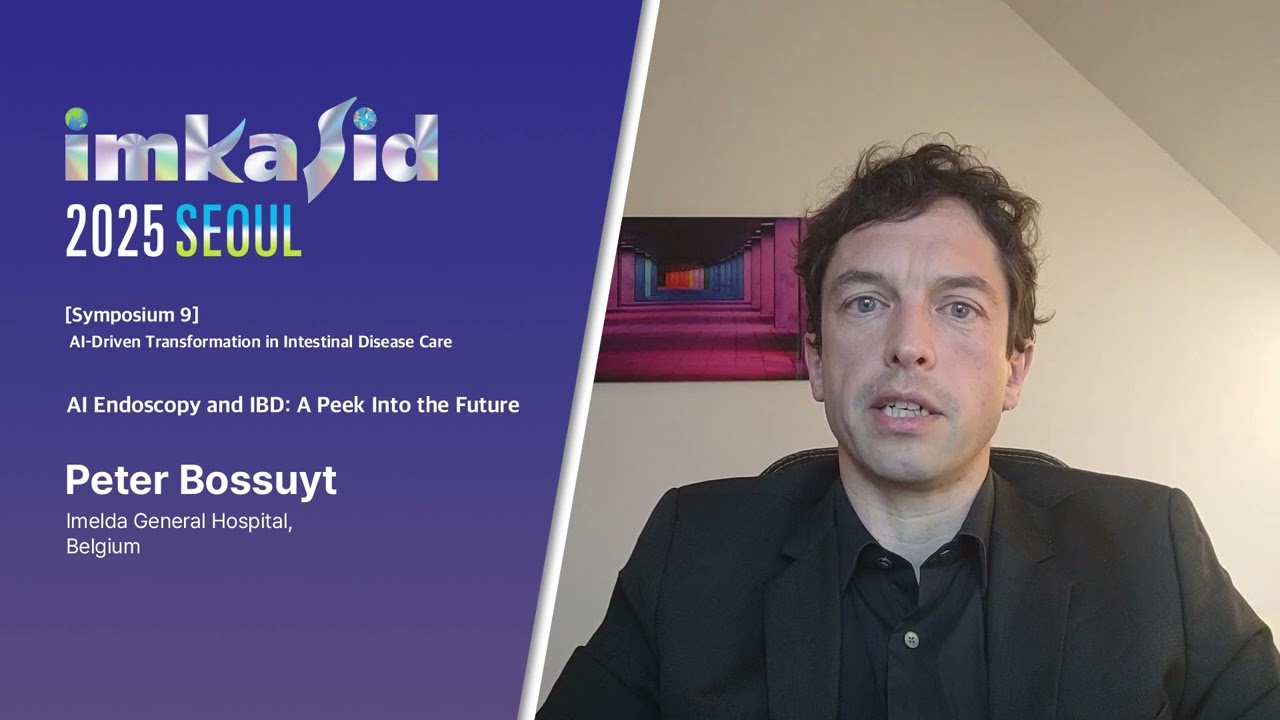 imkasid
2025 SEOUL
[Symposium 9]
AI-Driven Transformation in Intestinal Disease Care
AI Endoscopy and IBD: A Peek Into the Future
Peter Bossuyt
Imelda General Hospital,
Belgium